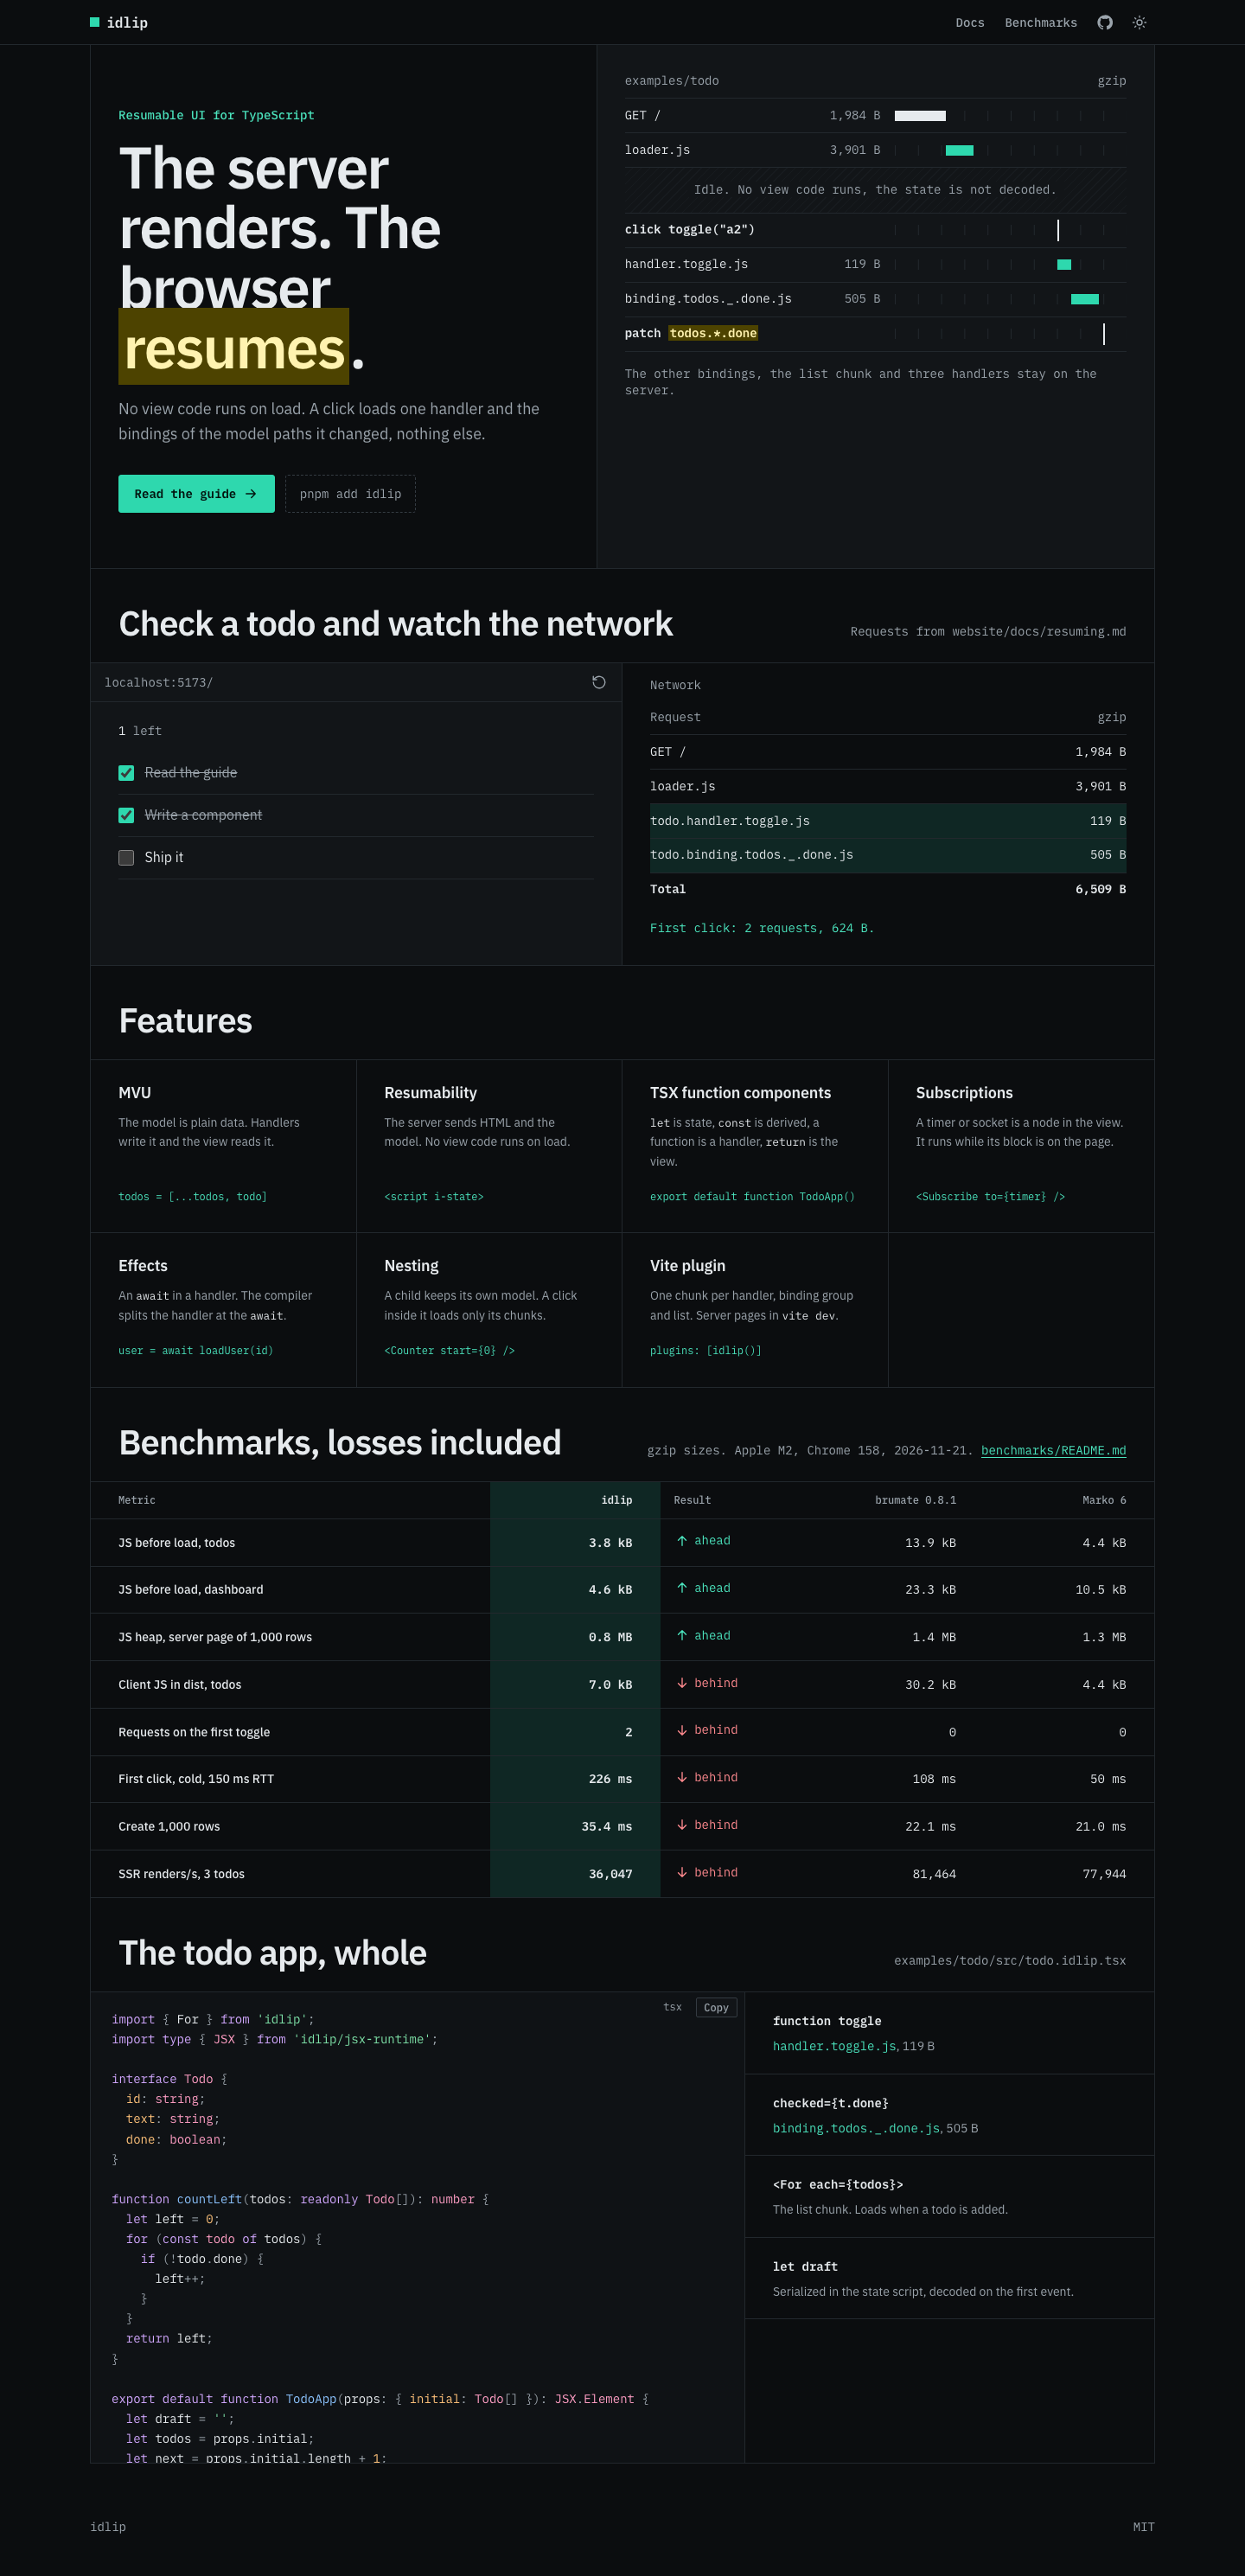 idlip
Docs Benchmarks
Resumable UI for TypeScript
The server
renders. The
browser
resumes.
No view code runs on load. A click loads one handler and the
bindings of the model paths it changed, nothing else.
Read the guide → pnpm add idlip
examples/todo gzip
GET / 1,984 B
loader.js 3,901 B
Idle. No view code runs, the state is not decoded.
click toggle("a2")
handler.toggle.js 119 B
binding.todos._.done.js 505 B
patch todos.*.done
The other bindings, the list chunk and three handlers stay on the
server.
Check a todo and watch the network
Requests from website/docs/resuming.md
localhost:5173/
1 left
Read the guide
Write a component
Ship it
Network
Request gzip
GET / 1,984 B
loader.js 3,901 B
todo.handler.toggle.js 119 B
todo.binding.todos._.done.js 505 B
Total 6,509 B
First click: 2 requests, 624 B.
Features
MVU
The model is plain data. Handlers
write it and the view reads it.
todos = [...todos, todo]
Resumability
The server sends HTML and the
model. No view code runs on load.
<script i-state>
TSX function components
let is state, const is derived, a
function is a handler, return is the
view.
export default function TodoApp()
Subscriptions
A timer or socket is a node in the view.
It runs while its block is on the page.
<Subscribe to={timer} />
Effects
An await in a handler. The compiler
splits the handler at the await.
user = await loadUser(id)
Nesting
A child keeps its own model. A click
inside it loads only its chunks.
<Counter start={0} />
Vite plugin
One chunk per handler, binding group
and list. Server pages in vite dev.
plugins: [idlip()]
Benchmarks, losses included
gzip sizes. Apple M2, Chrome 158, 2026-11-21. benchmarks/README.md
Metric idlip Result brumate 0.8.1 Marko 6
JS before load, todos 3.8 kB ↑ ahead 13.9 kB 4.4 kB
JS before load, dashboard 4.6 kB ↑ ahead 23.3 kB 10.5 kB
JS heap, server page of 1,000 rows 0.8 MB ↑ ahead 1.4 MB 1.3 MB
Client JS in dist, todos 7.0 kB ↓ behind 30.2 kB 4.4 kB
Requests on the first toggle 2 ↓ behind 0 0
First click, cold, 150 ms RTT 226 ms ↓ behind 108 ms 50 ms
Create 1,000 rows 35.4 ms ↓ behind 22.1 ms 21.0 ms
SSR renders/s, 3 todos 36,047 ↓ behind 81,464 77,944
The todo app, whole
examples/todo/src/todo.idlip.tsx
tsx Copy
import { For } from 'idlip';
import type { JSX } from 'idlip/jsx-runtime';
interface Todo {
id: string;
text: string;
done: boolean;
}
function countLeft(todos: readonly Todo[]): number {
let left = 0;
for (const todo of todos) {
if (!todo.done) {
left++;
}
}
return left;
}
export default function TodoApp(props: { initial: Todo[] }): JSX.Element {
let draft = '';
let todos = props.initial;
let next = props.initial.length + 1;
function toggle
handler.toggle.js, 119 B
checked={t.done}
binding.todos._.done.js, 505 B
<For each={todos}>
The list chunk. Loads when a todo is added.
let draft
Serialized in the state script, decoded on the first event.
idlip MIT